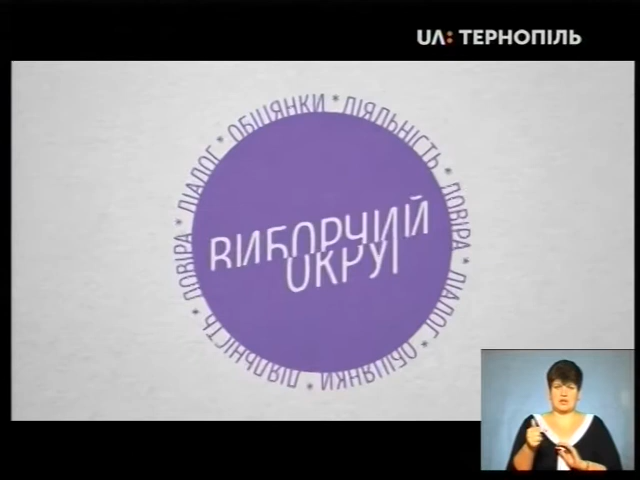 UA: ТЕРНОПІЛЬ
ВИБОРЧИЙ
ОКРУГ
ОБІЦЯНКИ * ДІЯЛЬНІСТЬ * ДОВІРА * ДІАЛОГ * ОБІЦЯНКИ * ДІЯЛЬНІСТЬ * ДОВІРА * ДІАЛОГ *